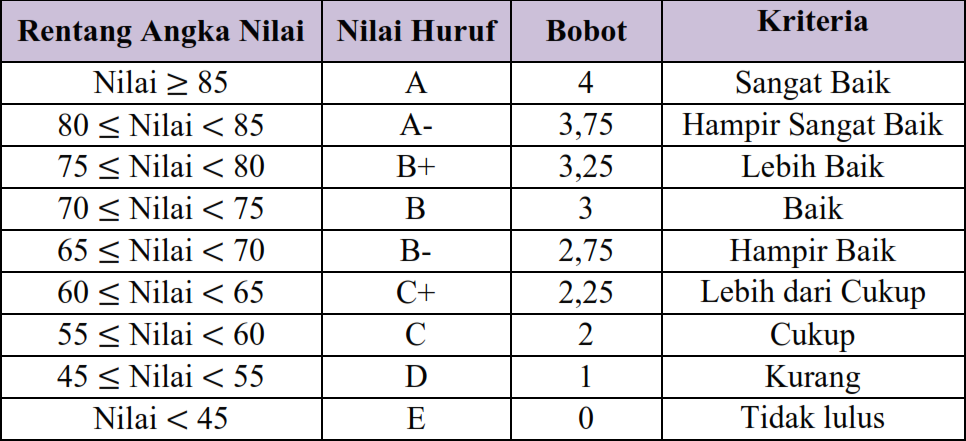 Rentang Angka Nilai Nilai Huruf Bobot Kriteria
Nilai ≥ 85 A 4 Sangat Baik
80 ≤ Nilai < 85 A- 3,75 Hampir Sangat Baik
75 ≤ Nilai < 80 B+ 3,25 Lebih Baik
70 ≤ Nilai < 75 B 3 Baik
65 ≤ Nilai < 70 B- 2,75 Hampir Baik
60 ≤ Nilai < 65 C+ 2,25 Lebih dari Cukup
55 ≤ Nilai < 60 C 2 Cukup
45 ≤ Nilai < 55 D 1 Kurang
Nilai < 45 E 0 Tidak lulus